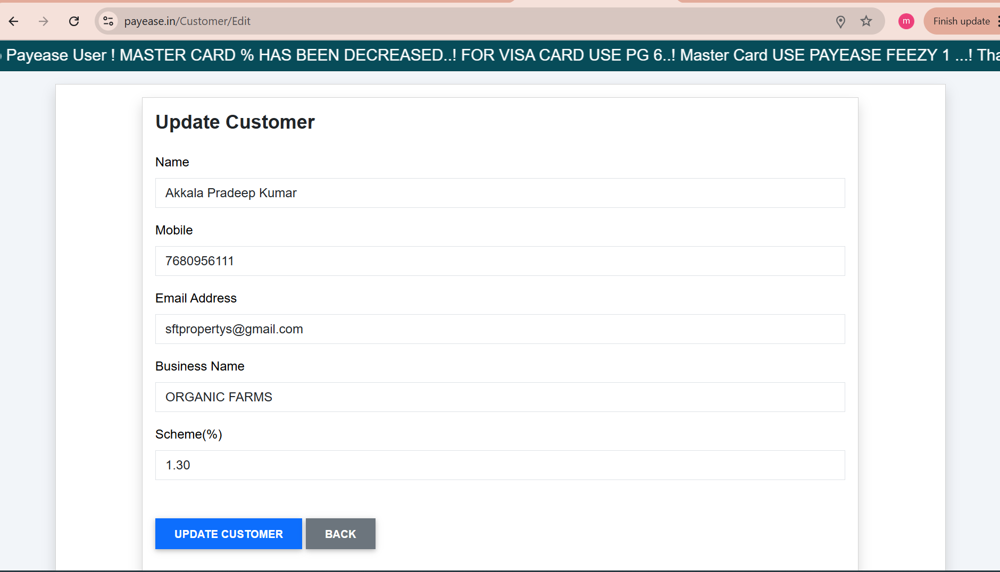 payease.in/Customer/Edit
m
Finish update
Payease User ! MASTER CARD % HAS BEEN DECREASED..! FOR VISA CARD USE PG 6..! Master Card USE PAYEASE FEEZY 1 ...! Tha
Update Customer
Name
Akkala Pradeep Kumar
Mobile
7680956111
Email Address
sftpropertys@gmail.com
Business Name
ORGANIC FARMS
Scheme(%)
1.30
UPDATE CUSTOMER
BACK